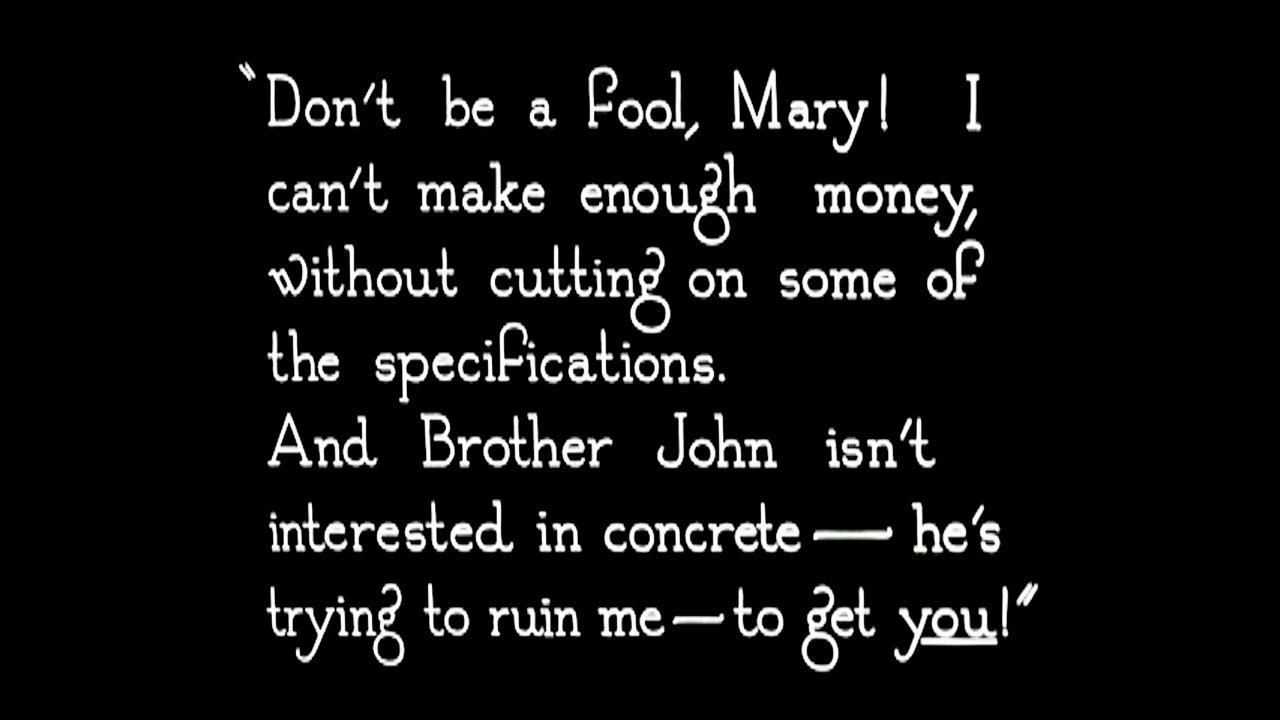 "Don't be a fool, Mary! I
can't make enough money,
without cutting on some of
the specifications.
And Brother John isn't
interested in concrete — he's
trying to ruin me — to get you!"